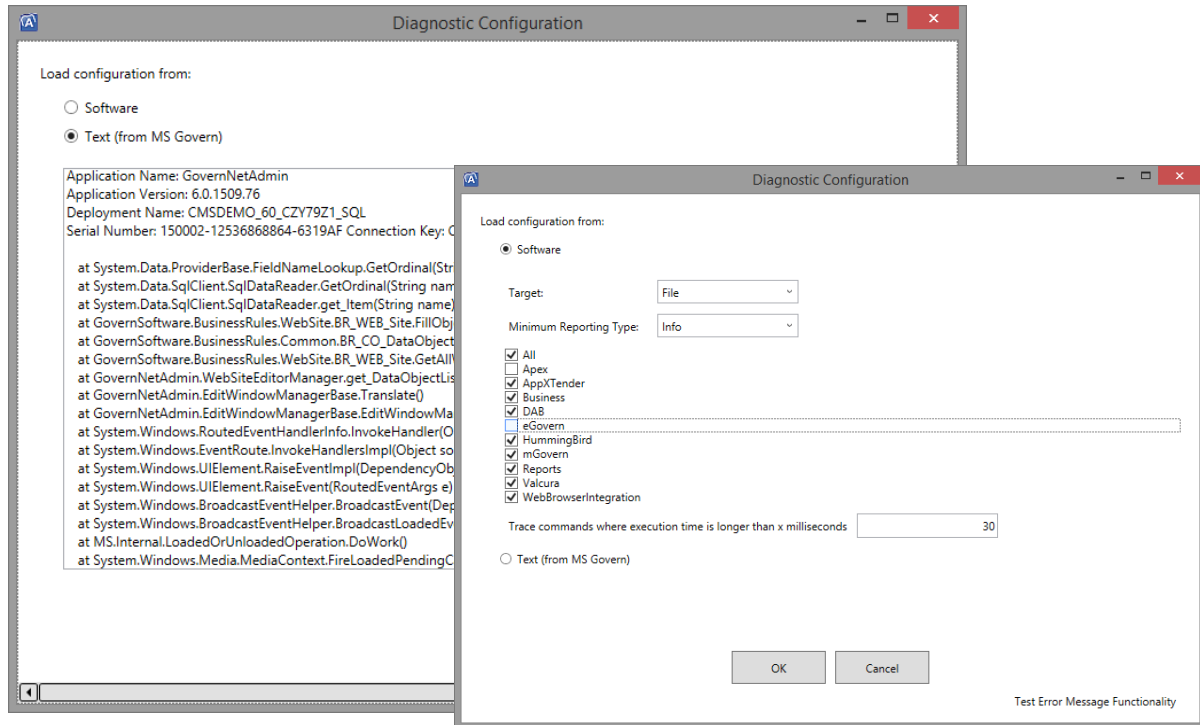 Diagnostic Configuration
Load configuration from:
Software
Text (from MS Govern)
Application Name: GovernNetAdmin
Application Version: 6.0.1509.76
Deployment Name: CMSDEMO_60_CZY79Z1_SQL
Serial Number: 150002-12536868864-6319AF Connection Key:
at System.Data.ProviderBase.FieldNameLookup.GetOrdinal(Str
at System.Data.SqlClient.SqlDataReader.GetOrdinal(String nam
at System.Data.SqlClient.SqlDataReader.get_Item(String name)
at GovernSoftware.BusinessRules.WebSite.BR_WEB_Site.FillObj
at GovernSoftware.BusinessRules.Common.BR_CO_DataObject
at GovernSoftware.BusinessRules.WebSite.BR_WEB_Site.GetAll
at GovernNetAdmin.WebSiteEditorManager.get_DataObjectLis
at GovernNetAdmin.EditWindowManagerBase.Translate()
at GovernNetAdmin.EditWindowManagerBase.EditWindowMa
at System.Windows.RoutedEventHandlerInfo.InvokeHandler(O
at System.Windows.EventRoute.InvokeHandlersImpl(Object so
at System.Windows.UIElement.RaiseEventImpl(DependencyOb
at System.Windows.UIElement.RaiseEvent(RoutedEventArgs e)
at System.Windows.BroadcastEventHelper.BroadcastEvent(Dep
at System.Windows.BroadcastEventHelper.BroadcastLoadedEv
at MS.Internal.LoadedOrUnloadedOperation.DoWork()
at System.Windows.Media.MediaContext.FireLoadedPendingC
Diagnostic Configuration
Load configuration from:
Software
Target: File
Minimum Reporting Type: Info
All
Apex
AppXTender
Business
DAB
eGovern
HummingBird
mGovern
Reports
Valcura
WebBrowserIntegration
Trace commands where execution time is longer than x milliseconds 30
Text (from MS Govern)
OK Cancel
Test Error Message Functionality